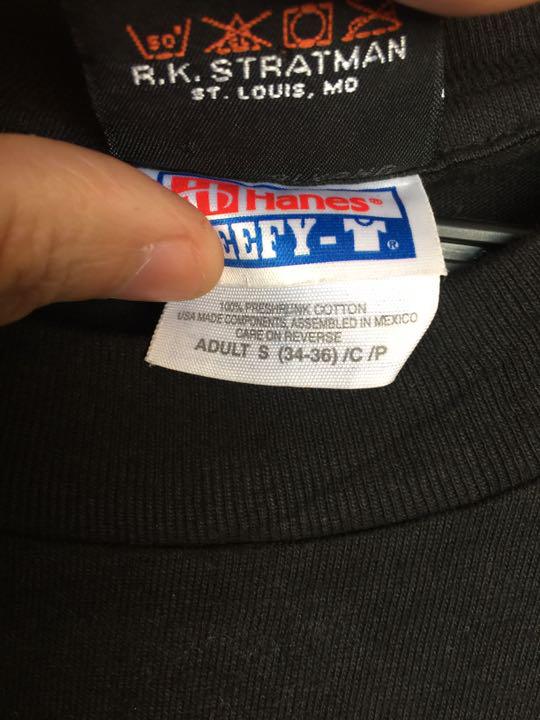 50°
R.K. STRATMAN
ST. LOUIS, MO
Hanes®
EEFY-T®
100% PRESHRUNK COTTON
USA MADE COMPONENTS, ASSEMBLED IN MEXICO
CARE ON REVERSE
ADULT S (34-36) /C /P